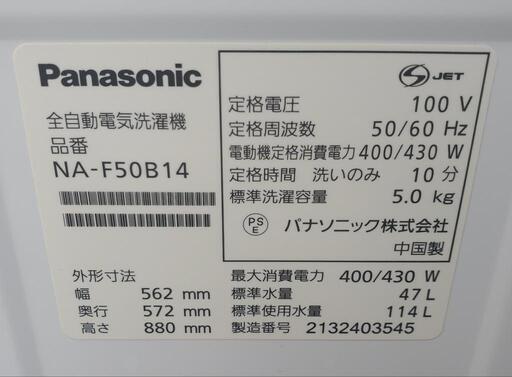 Panasonic
全自動電気洗濯機
品番
NA-F50B14
外形寸法
幅 562 mm
奥行 572 mm
高さ 880 mm
S JET
定格電圧 100 V
定格周波数 50/60 Hz
電動機定格消費電力 400/430 W
定格時間 洗いのみ 10 分
標準洗濯容量 5.0 kg
PS E パナソニック株式会社
中国製
最大消費電力 400/430 W
標準水量 47 L
標準使用水量 114 L
製造番号 2132403545